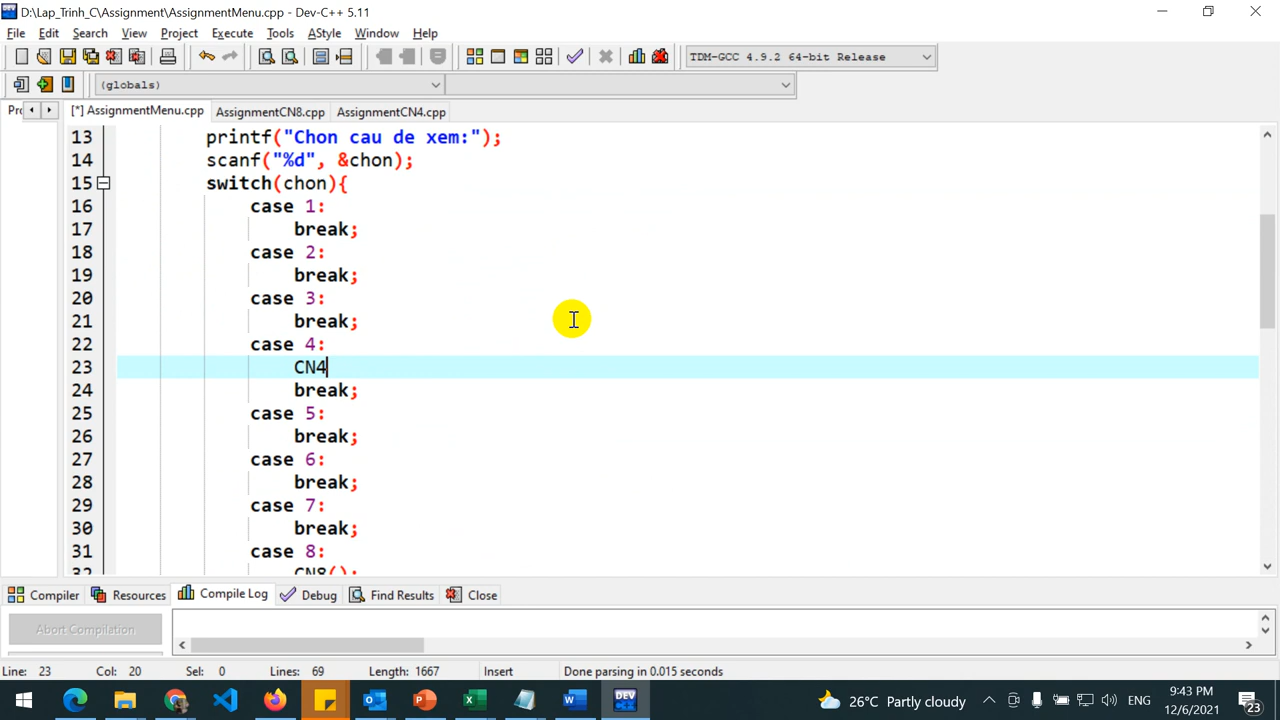 D:\Lap_Trinh_C\Assignment\AssignmentMenu.cpp - Dev-C++ 5.11
File Edit Search View Project Execute Tools AStyle Window Help
TDM-GCC 4.9.2 64-bit Release
(globals)
Prc [*] AssignmentMenu.cpp AssignmentCN8.cpp AssignmentCN4.cpp
13 printf("Chon cau de xem:");
14 scanf("%d", &chon);
15 switch(chon){
16 case 1:
17 break;
18 case 2:
19 break;
20 case 3:
21 break;
22 case 4:
23 CN4
24 break;
25 case 5:
26 break;
27 case 6:
28 break;
29 case 7:
30 break;
31 case 8:
32 CN8();
Compiler Resources Compile Log Debug Find Results Close
Abort Compilation
Line: 23 Col: 20 Sel: 0 Lines: 69 Length: 1667 Insert Done parsing in 0.015 seconds
DEV C++ 26°C Partly cloudy ENG 9:43 PM
12/6/2021 23